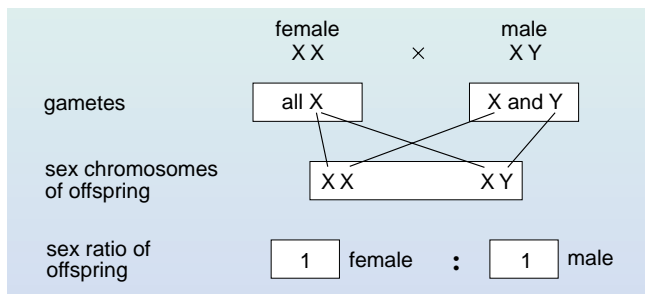 female male
X X × X Y
gametes all X X and Y
sex chromosomes
of offspring
X X X Y
sex ratio of
offspring
1 female : 1 male